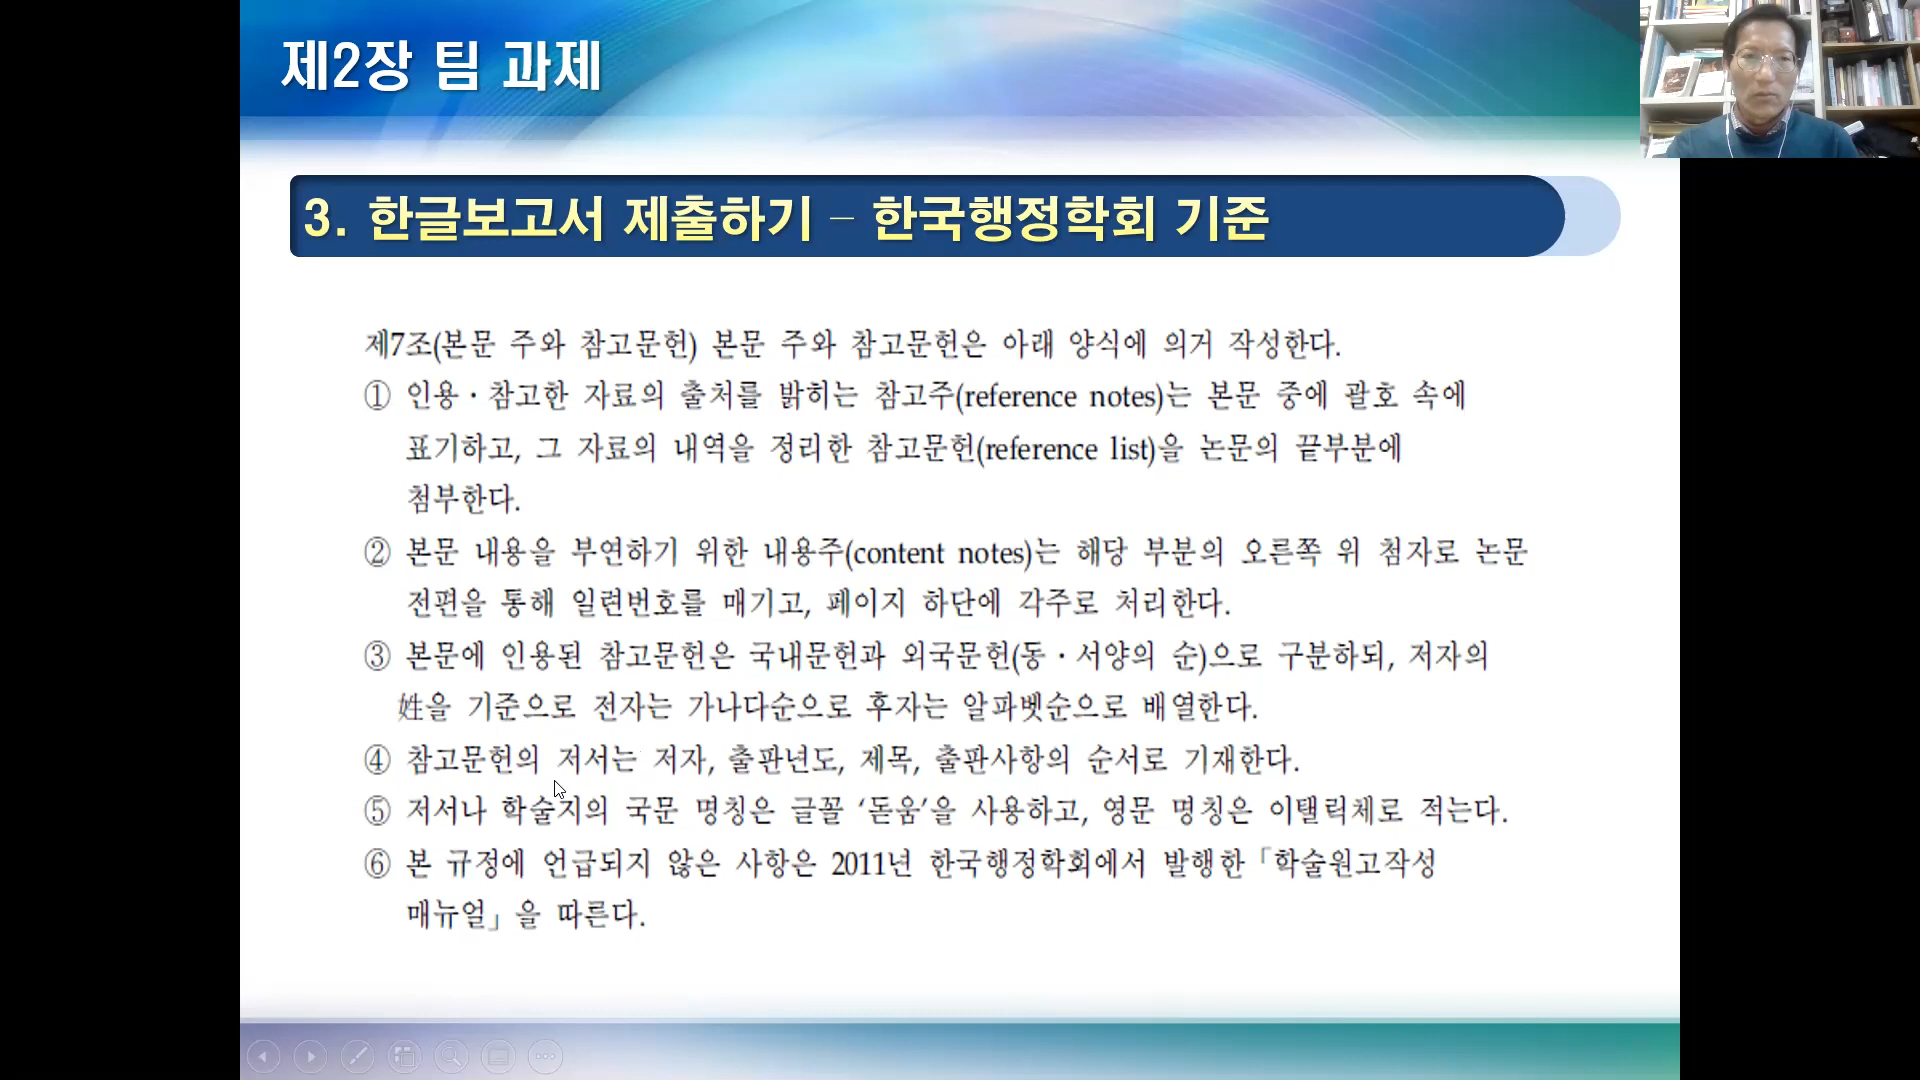 제2장 팀 과제
3. 한글보고서 제출하기 – 한국행정학회 기준
제7조(본문 주와 참고문헌) 본문 주와 참고문헌은 아래 양식에 의거 작성한다.
① 인용·참고한 자료의 출처를 밝히는 참고주(reference notes)는 본문 중에 괄호 속에
표기하고, 그 자료의 내역을 정리한 참고문헌(reference list)을 논문의 끝부분에
첨부한다.
② 본문 내용을 부연하기 위한 내용주(content notes)는 해당 부분의 오른쪽 위 첨자로 논문
전편을 통해 일련번호를 매기고, 페이지 하단에 각주로 처리한다.
③ 본문에 인용된 참고문헌은 국내문헌과 외국문헌(동·서양의 순)으로 구분하되, 저자의
姓을 기준으로 전자는 가나다순으로 후자는 알파벳순으로 배열한다.
④ 참고문헌의 저서는 저자, 출판년도, 제목, 출판사항의 순서로 기재한다.
⑤ 저서나 학술지의 국문 명칭은 글꼴 ‘돋움’을 사용하고, 영문 명칭은 이탤릭체로 적는다.
⑥ 본 규정에 언급되지 않은 사항은 2011년 한국행정학회에서 발행한「학술원고작성
매뉴얼」을 따른다.